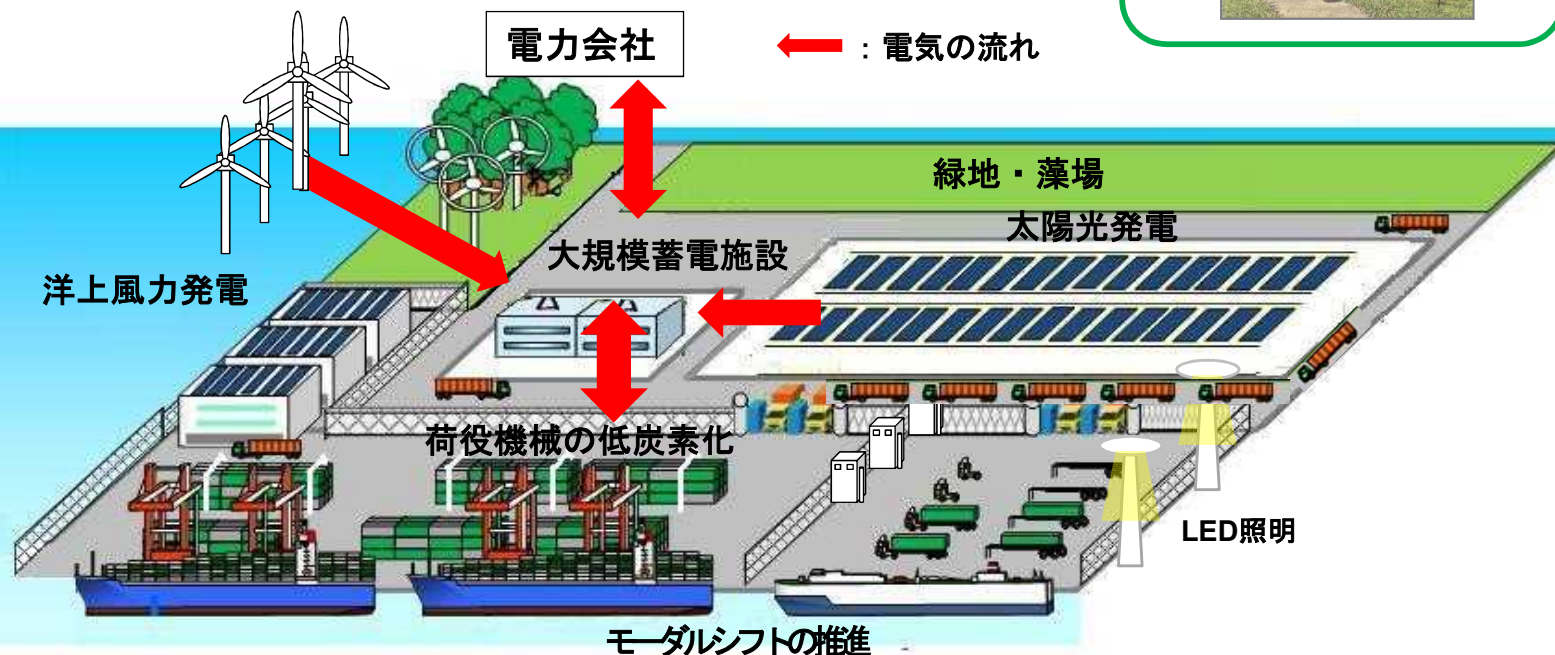 電力会社
：電気の流れ
緑地・藻場
太陽光発電
大規模蓄電施設
洋上風力発電
荷役機械の低炭素化
LED照明
モーダルシフトの推進